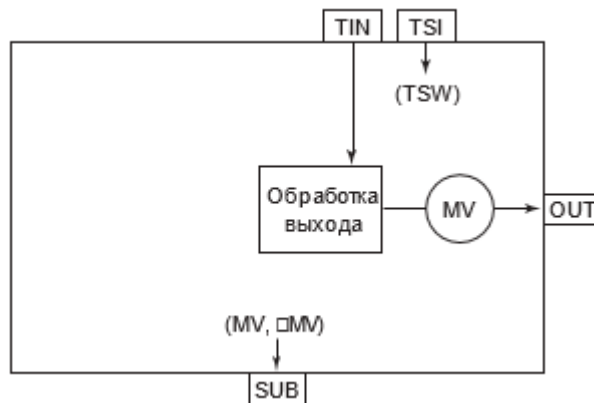 TIN TSI
(TSW)
Обработка
выхода
MV
OUT
(MV, □MV)
SUB